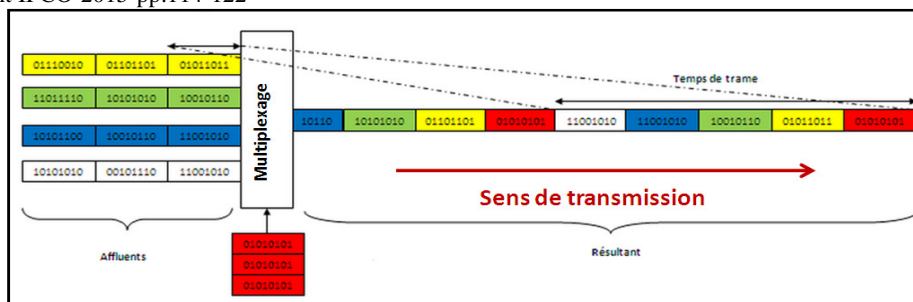 Temps de trame
01110010 01101101 01011011
11011110 10101010 10010110
10101100 10010110 11001010
10101010 00101110 11001010
Multiplexage
10110 10101010 01101101 01010101 11001010 11001010 10010110 01011011 01010101
Sens de transmission
Affluents
01010101
01010101
01010101
Résultant